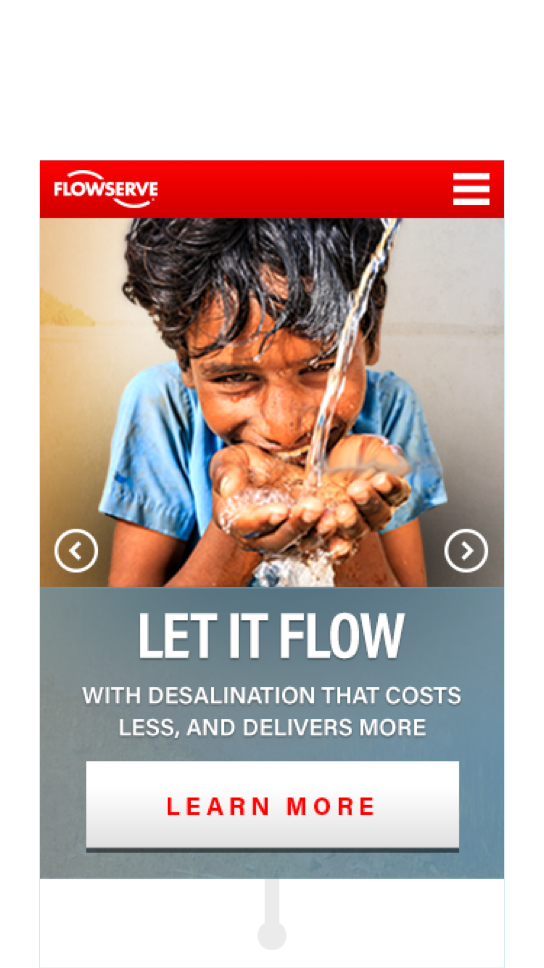 FLOWSERVE
LET IT FLOW
WITH DESALINATION THAT COSTS
LESS, AND DELIVERS MORE
LEARN MORE